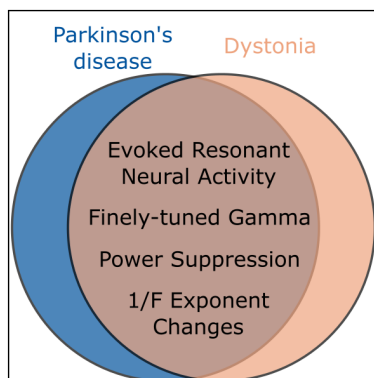 Parkinson's Dystonia
disease
Evoked Resonant
Neural Activity
Finely-tuned Gamma
Power Suppression
1/F Exponent
Changes